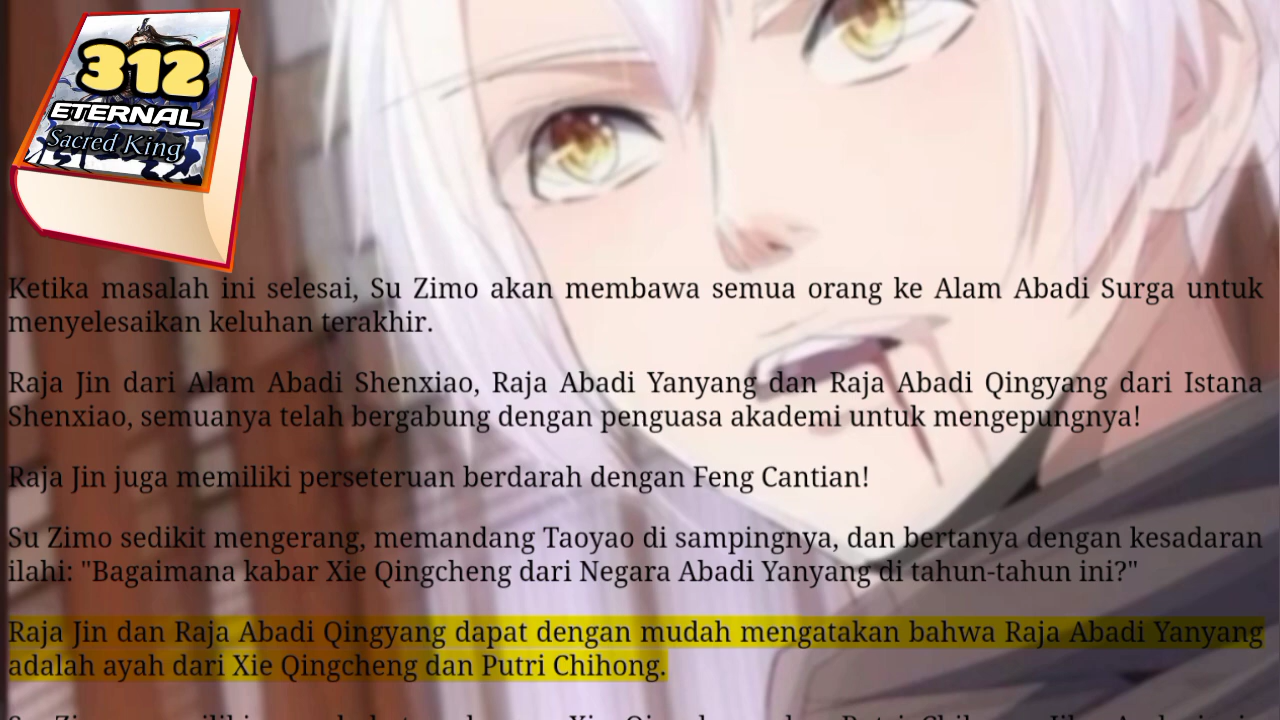 312
ETERNAL
Sacred King
Ketika masalah ini selesai, Su Zimo akan membawa semua orang ke Alam Abadi Surga untuk
menyelesaikan keluhan terakhir.
Raja Jin dari Alam Abadi Shenxiao, Raja Abadi Yanyang dan Raja Abadi Qingyang dari Istana
Shenxiao, semuanya telah bergabung dengan penguasa akademi untuk mengepungnya!
Raja Jin juga memiliki perseteruan berdarah dengan Feng Cantian!
Su Zimo sedikit mengerang, memandang Taoyao di sampingnya, dan bertanya dengan kesadaran
ilahi: "Bagaimana kabar Xie Qingcheng dari Negara Abadi Yanyang di tahun-tahun ini?"
Raja Jin dan Raja Abadi Qingyang dapat dengan mudah mengatakan bahwa Raja Abadi Yanyang
adalah ayah dari Xie Qingcheng dan Putri Chihong.